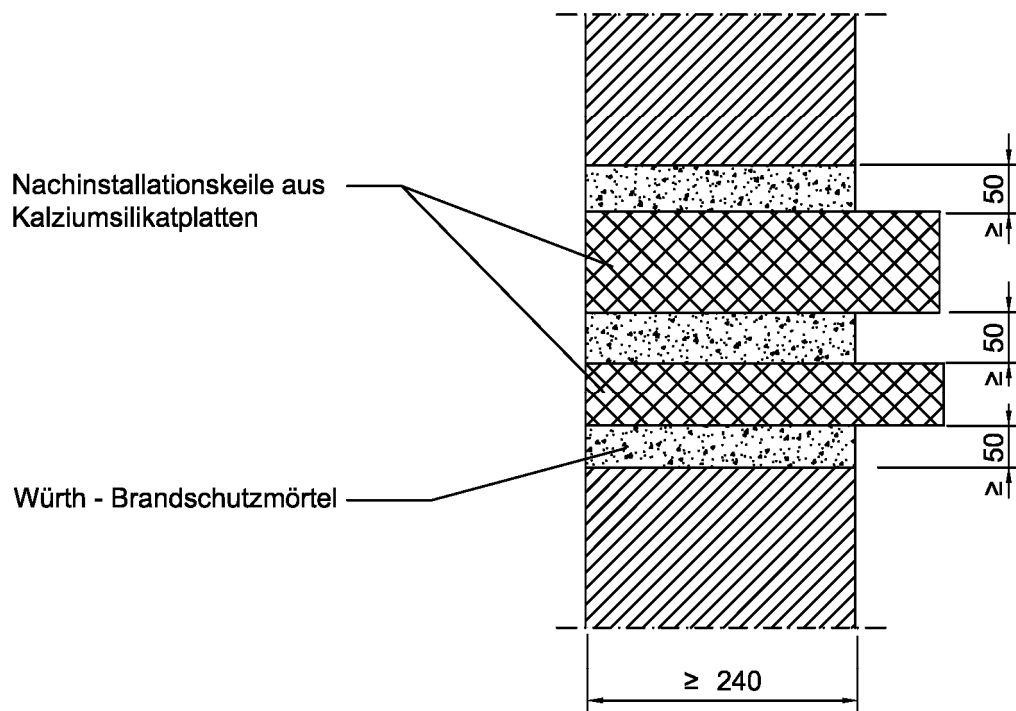 Nachinstallationskeile aus
Kalziumsilikatplatten
Würth - Brandschutzmörtel
≥ 50
≥ 50
≥ 50
≥ 240